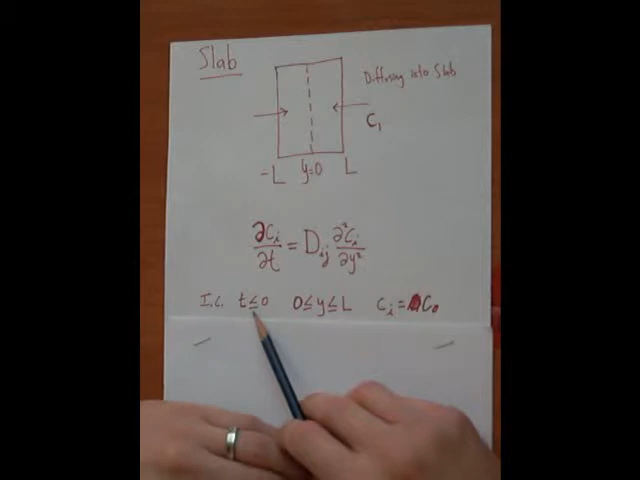 Slab
Diffusing into Slab
C₁
-L y=0 L
∂Cᵢ/∂t = Dᵢⱼ ∂²Cᵢ/∂y²
I.C. t≤0 0≤y≤L Cᵢ=C₀